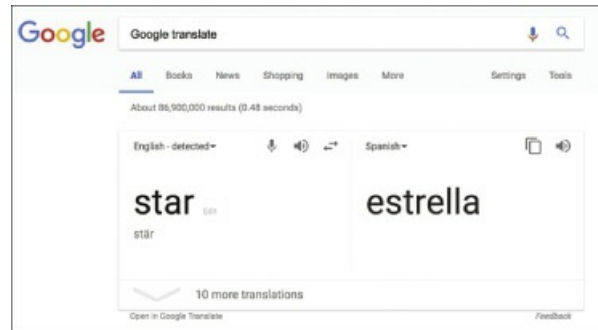 Google Google translate
All Books News Shopping Images More Settings Tools
About 86,900,000 results (0.48 seconds)
English - detected Spanish
star Edit estrella
stär
10 more translations
Open in Google Translate Feedback